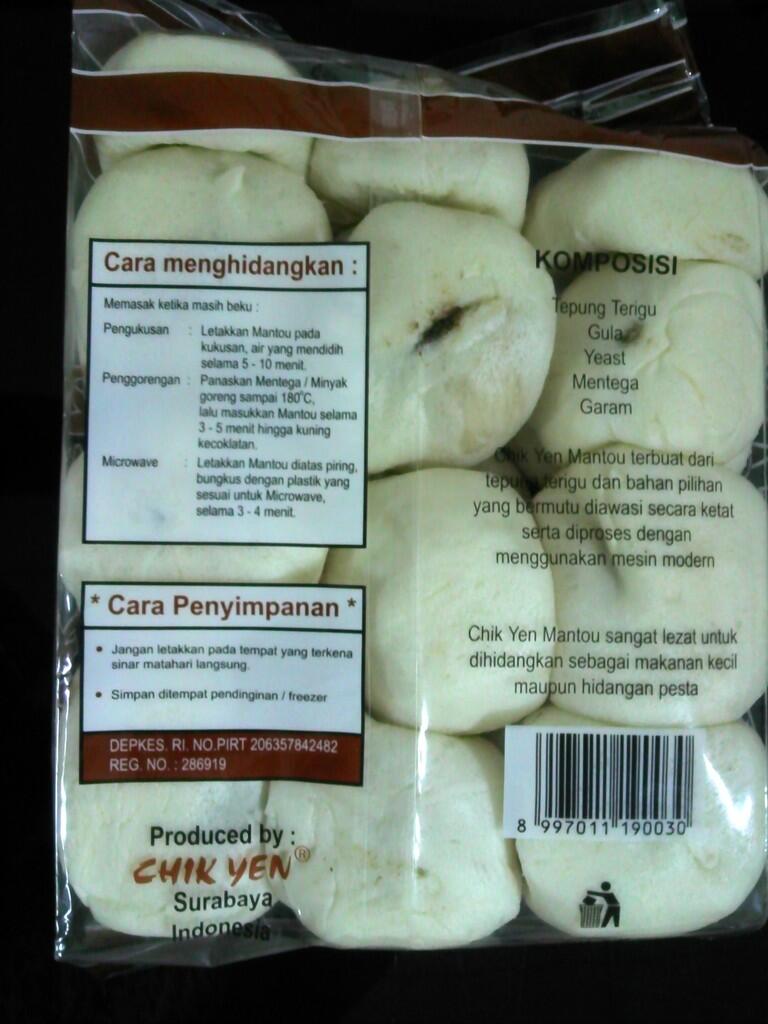 Cara menghidangkan :
Memasak ketika masih beku :
Pengukusan : Letakkan Mantou pada
kukusan, air yang mendidih
selama 5 - 10 menit.
Penggorengan : Panaskan Mentega / Minyak
goreng sampai 180°C,
lalu masukkan Mantou selama
3 - 5 menit hingga kuning
kecoklatan.
Microwave : Letakkan Mantou diatas piring,
bungkus dengan plastik yang
sesuai untuk Microwave,
selama 3 - 4 menit.
* Cara Penyimpanan *
• Jangan letakkan pada tempat yang terkena
sinar matahari langsung.
• Simpan ditempat pendinginan / freezer
DEPKES. RI. NO.PIRT 206357842482
REG. NO. : 286919
Produced by :
CHIK YEN®
Surabaya
Indonesia
KOMPOSISI
Tepung Terigu
Gula
Yeast
Mentega
Garam
Chik Yen Mantou terbuat dari
tepung terigu dan bahan pilihan
yang bermutu diawasi secara ketat
serta diproses dengan
menggunakan mesin modern
Chik Yen Mantou sangat lezat untuk
dihidangkan sebagai makanan kecil
maupun hidangan pesta
8 997011 190030